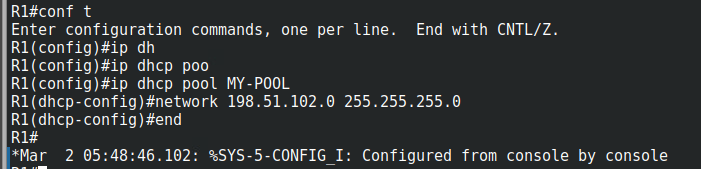 R1#conf t
Enter configuration commands, one per line.  End with CNTL/Z.
R1(config)#ip dh
R1(config)#ip dhcp poo
R1(config)#ip dhcp pool MY-POOL
R1(dhcp-config)#network 198.51.102.0 255.255.255.0
R1(dhcp-config)#end
R1#
*Mar  2 05:48:46.102: %SYS-5-CONFIG_I: Configured from console by console
R1#